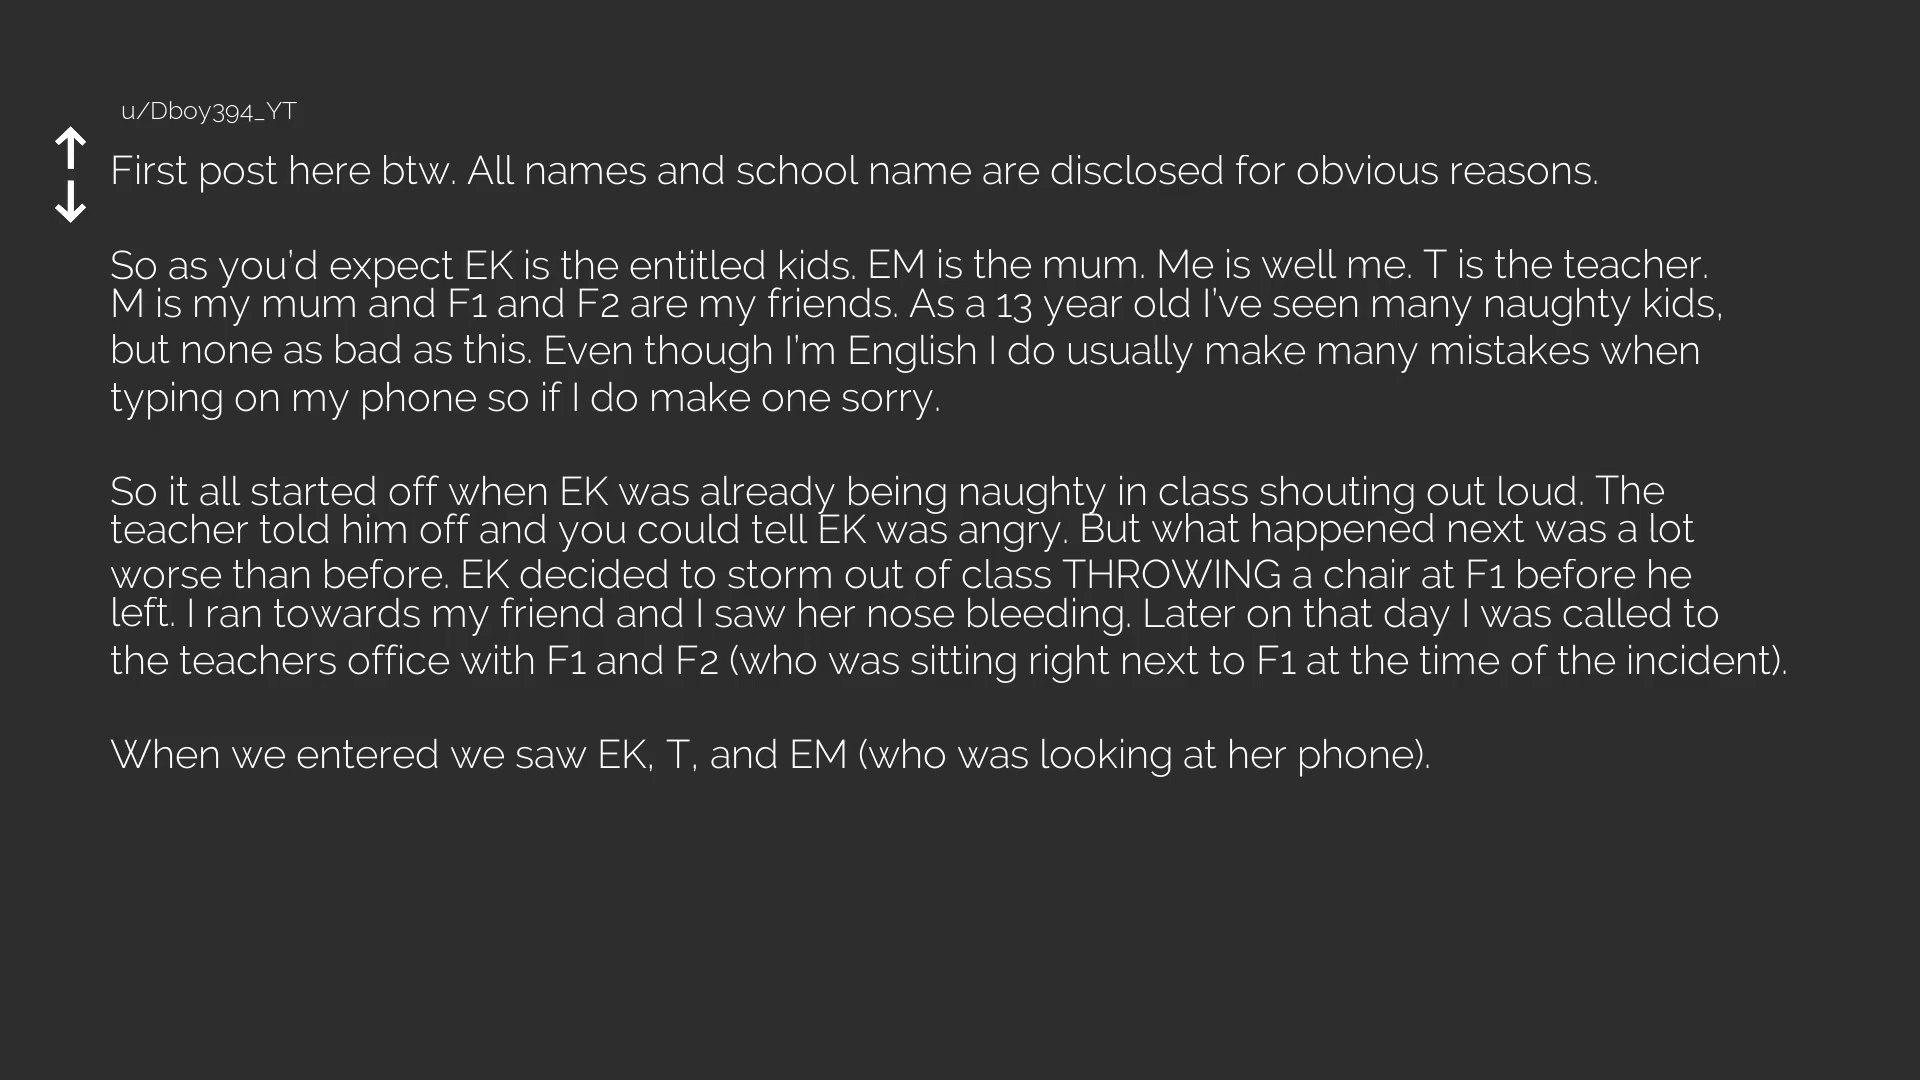 u/Dboy394_YT
First post here btw. All names and school name are disclosed for obvious reasons.
So as you'd expect EK is the entitled kids. EM is the mum. Me is well me. T is the teacher.
M is my mum and F1 and F2 are my friends. As a 13 year old I've seen many naughty kids,
but none as bad as this. Even though I'm English I do usually make many mistakes when
typing on my phone so if I do make one sorry.
So it all started off when EK was already being naughty in class shouting out loud. The
teacher told him off and you could tell EK was angry. But what happened next was a lot
worse than before. EK decided to storm out of class THROWING a chair at F1 before he
left. I ran towards my friend and I saw her nose bleeding. Later on that day I was called to
the teachers office with F1 and F2 (who was sitting right next to F1 at the time of the incident).
When we entered we saw EK, T, and EM (who was looking at her phone).